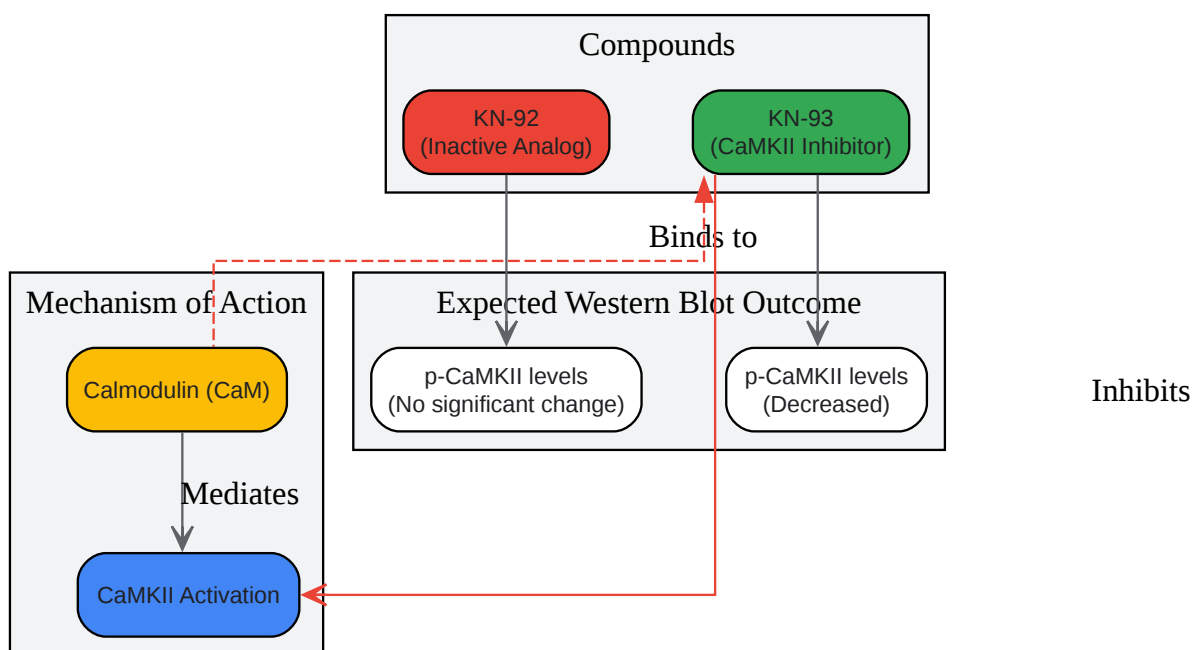 Compounds
KN-92
(Inactive Analog)
KN-93
(CaMKII Inhibitor)
Binds to
Mechanism of Action
Expected Western Blot Outcome
Calmodulin (CaM)
p-CaMKII levels
(No significant change)
p-CaMKII levels
(Decreased)
Inhibits
Mediates
CaMKII Activation